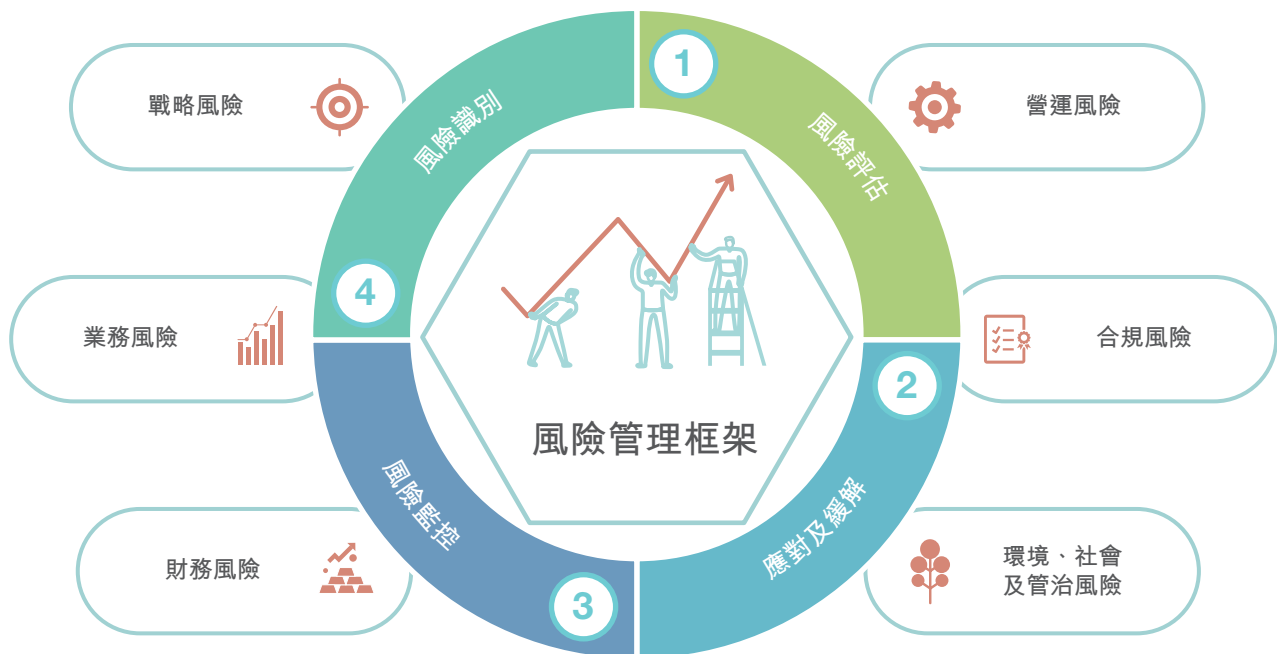 1
戰略風險
風險識別
風險評估
營運風險
4
業務風險
2
合規風險
風險管理框架
財務風險
風險監控
3
應對及緩解
環境、社會
及管治風險